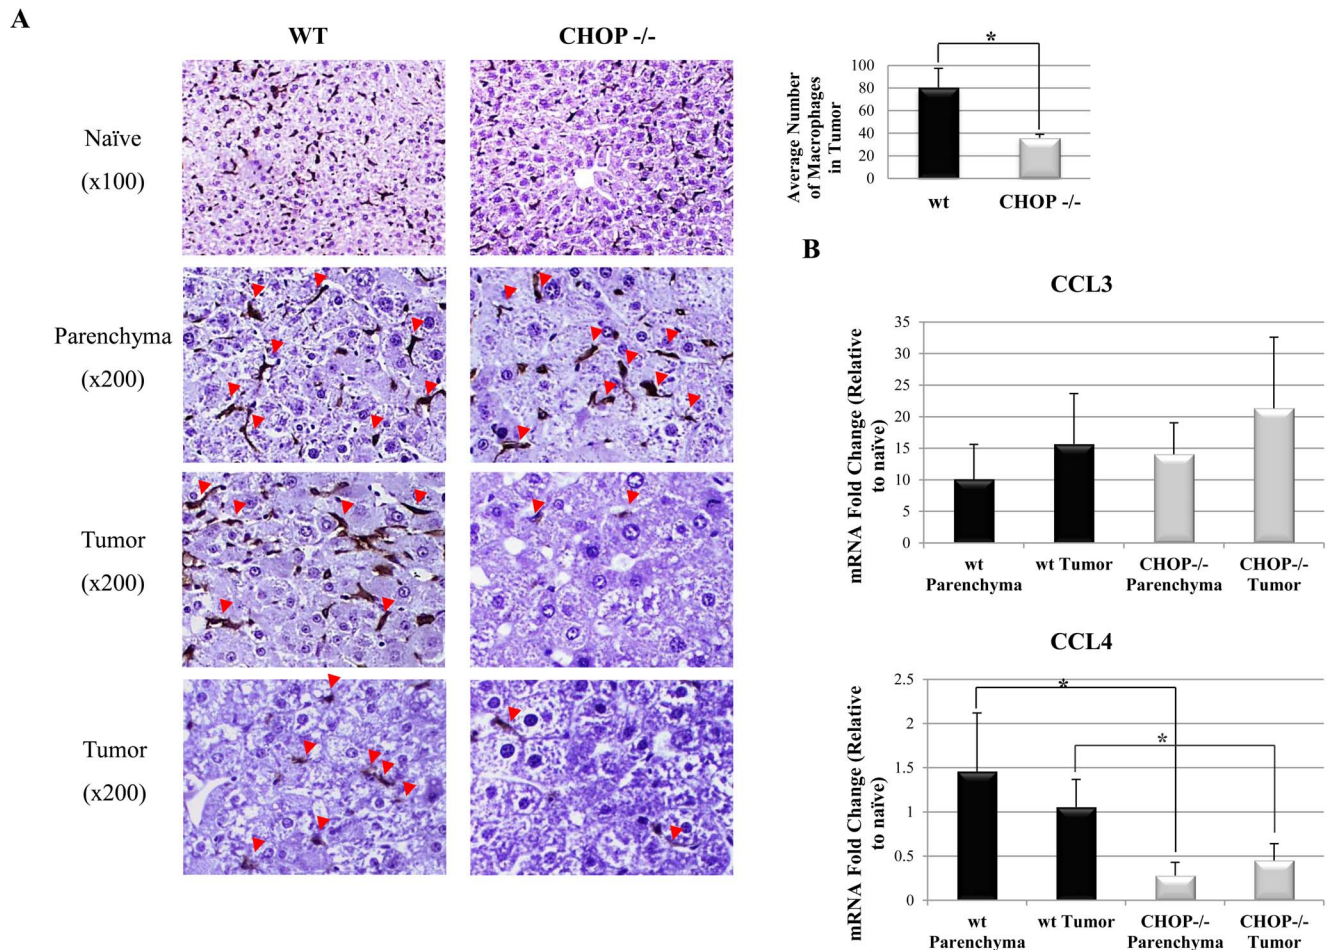 A
WT
CHOP -/-
Naïve
(x100)
Parenchyma
(x200)
Tumor
(x200)
Tumor
(x200)
*
Average Number
of Macrophages
in Tumor
100
80
60
40
20
0
wt
CHOP -/-
B
CCL3
mRNA Fold Change (Relative
to naïve)
35
30
25
20
15
10
5
0
wt
Parenchyma
wt Tumor
CHOP-/-
Parenchyma
CHOP-/-
Tumor
CCL4
mRNA Fold Change (Relative
to naïve)
2.5
2
1.5
1
0.5
0
*
*
wt
Parenchyma
wt Tumor
CHOP-/-
Parenchyma
CHOP-/-
Tumor